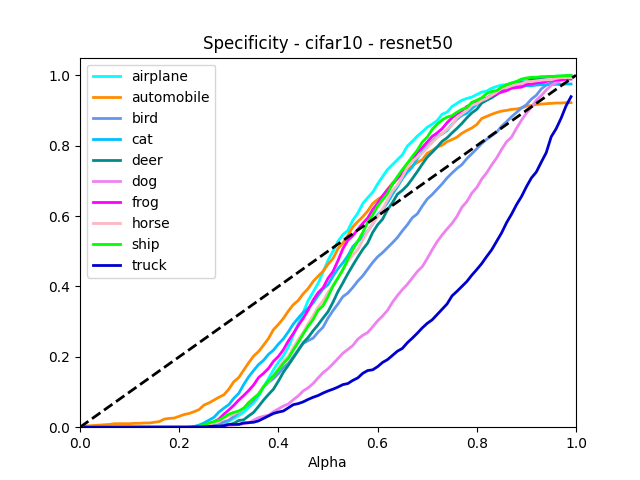 Specificity - cifar10 - resnet50
1.0
0.8
0.6
0.4
0.2
0.0
airplane
automobile
bird
cat
deer
dog
frog
horse
ship
truck
0.0 0.2 0.4 0.6 0.8 1.0
Alpha